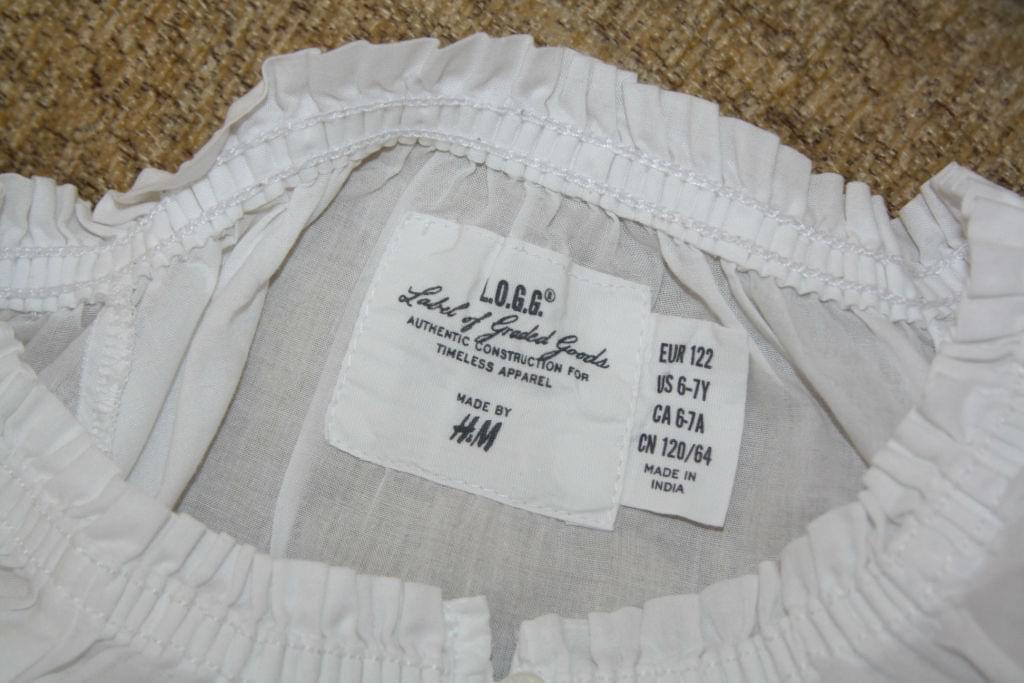 L.O.G.G.®
Label of Graded Goods
AUTHENTIC CONSTRUCTION FOR
TIMELESS APPAREL
MADE BY
H&M
EUR 122
US 6-7Y
CA 6-7A
CN 120/64
MADE IN
INDIA